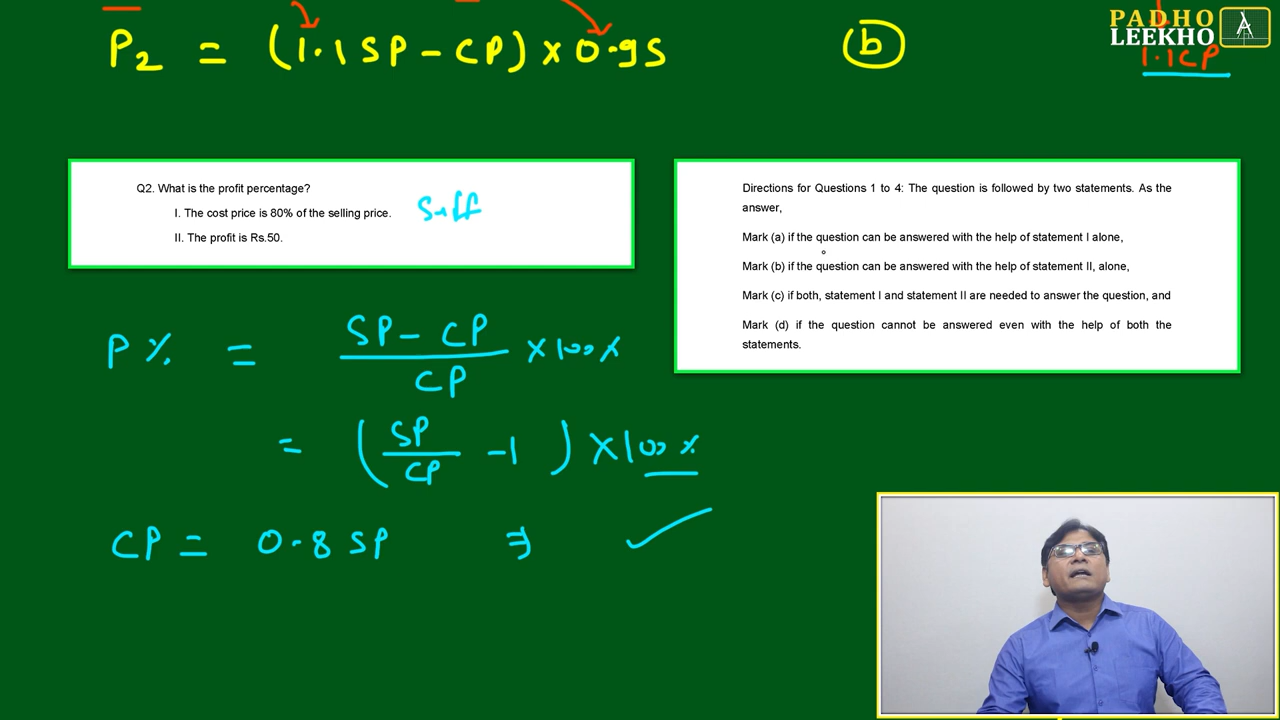 PADHO
LEEKHO
P2 = (1.1SP - CP) × 0.9S
(b)
1.1CP
Q2. What is the profit percentage?
I. The cost price is 80% of the selling price.
Suff
II. The profit is Rs.50.
Directions for Questions 1 to 4: The question is followed by two statements. As the
answer,
Mark (a) if the question can be answered with the help of statement I alone,
Mark (b) if the question can be answered with the help of statement II, alone,
Mark (c) if both, statement I and statement II are needed to answer the question, and
Mark (d) if the question cannot be answered even with the help of both the
statements.
P% = SP - CP / CP × 100%
= (SP / CP - 1) × 100%
CP = 0.8 SP ⇒ ✓